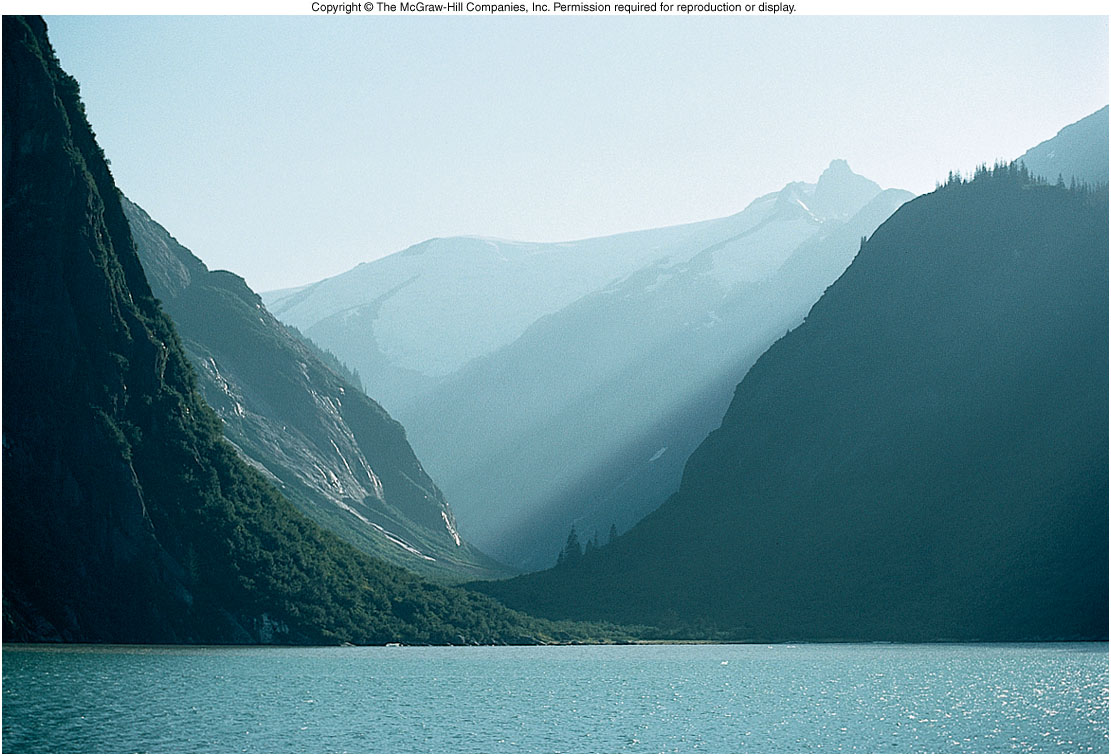 Copyright © The McGraw-Hill Companies, Inc. Permission required for reproduction or display.